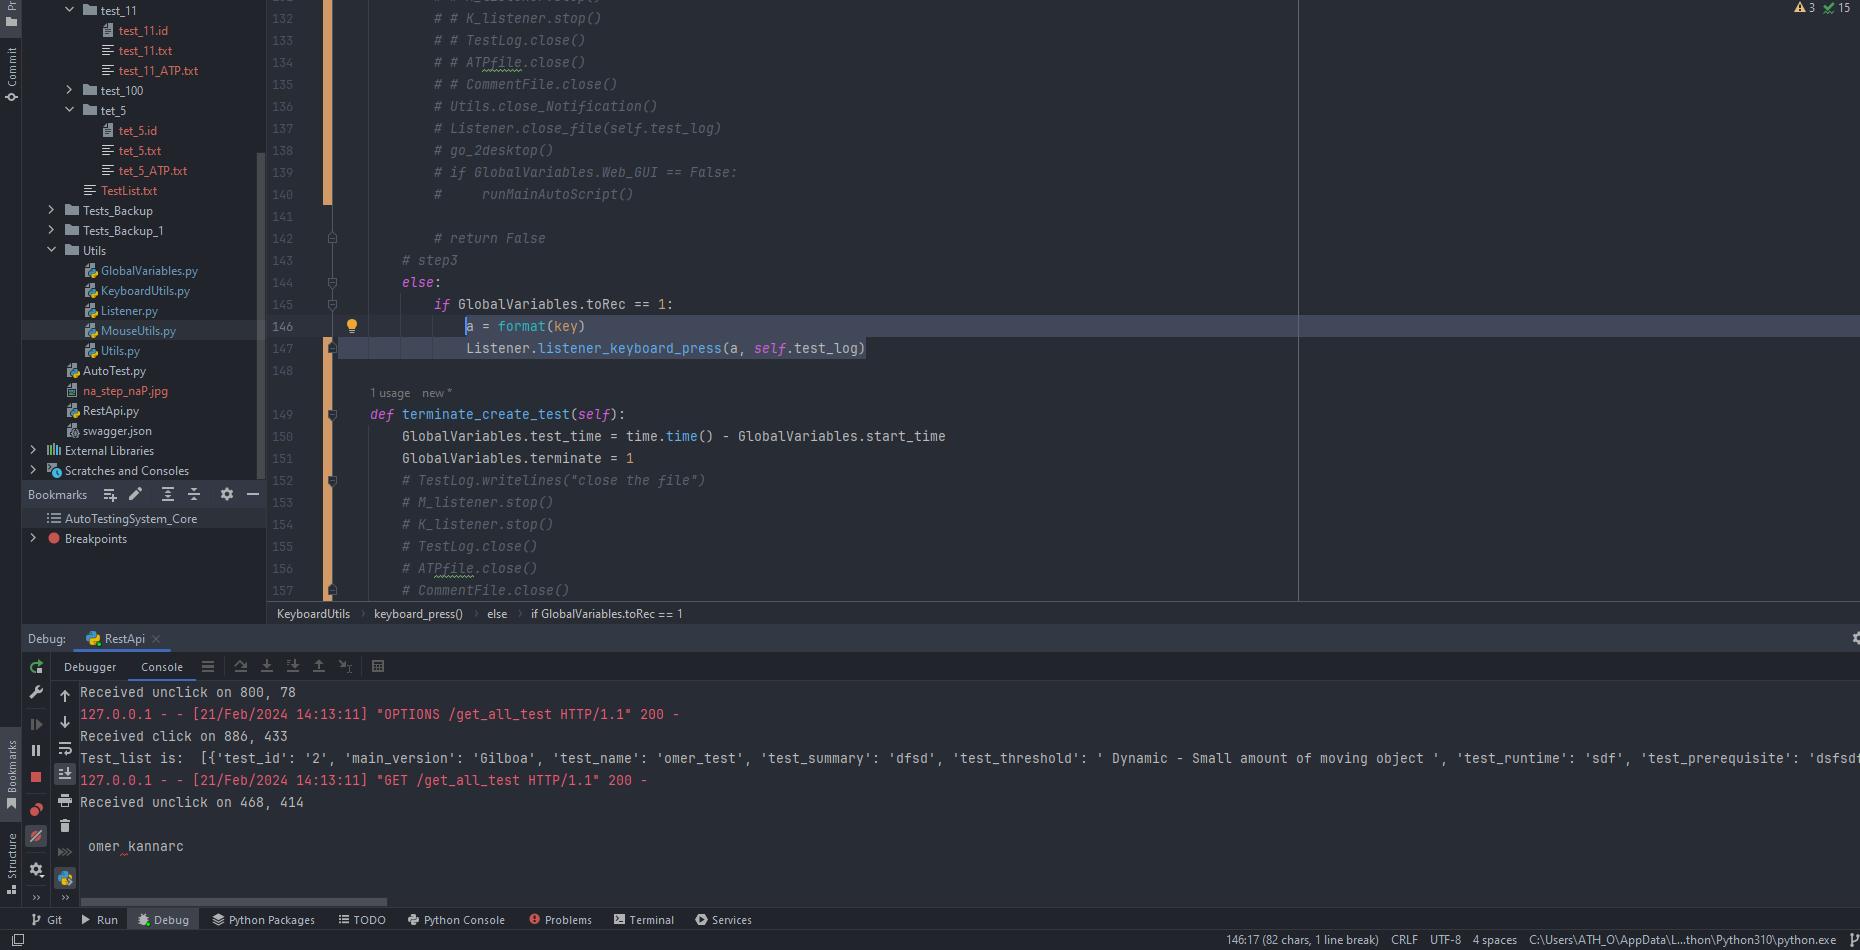 Pr
Commit
Bookmarks
Structure
test_11
test_11.id
test_11.txt
test_11_ATP.txt
test_100
tet_5
tet_5.id
tet_5.txt
tet_5_ATP.txt
TestList.txt
Tests_Backup
Tests_Backup_1
Utils
GlobalVariables.py
KeyboardUtils.py
Listener.py
MouseUtils.py
Utils.py
AutoTest.py
na_step_naP.jpg
RestApi.py
swagger.json
External Libraries
Scratches and Consoles
Bookmarks
AutoTestingSystem_Core
Breakpoints
3 15
132 # # K_listener.stop()
133 # # TestLog.close()
134 # # ATPfile.close()
135 # # CommentFile.close()
136 # Utils.close_Notification()
137 # Listener.close_file(self.test_log)
138 # go_2desktop()
139 # if GlobalVariables.Web_GUI == False:
140 #     runMainAutoScript()
141
142 # return False
143 # step3
144 else:
145 if GlobalVariables.toRec == 1:
146 a = format(key)
147 Listener.listener_keyboard_press(a, self.test_log)
148
1 usage new *
149 def terminate_create_test(self):
150 GlobalVariables.test_time = time.time() - GlobalVariables.start_time
151 GlobalVariables.terminate = 1
152 # TestLog.writelines("close the file")
153 # M_listener.stop()
154 # K_listener.stop()
155 # TestLog.close()
156 # ATPfile.close()
157 # CommentFile.close()
KeyboardUtils › keyboard_press() › else › if GlobalVariables.toRec == 1
Debug: RestApi
Debugger Console
Received unclick on 800, 78
127.0.0.1 - - [21/Feb/2024 14:13:11] "OPTIONS /get_all_test HTTP/1.1" 200 -
Received click on 886, 433
Test_list is:  [{'test_id': '2', 'main_version': 'Gilboa', 'test_name': 'omer_test', 'test_summary': 'dfsd', 'test_threshold': ' Dynamic - Small amount of moving object ', 'test_runtime': 'sdf', 'test_prerequisite': 'dsfsdf
127.0.0.1 - - [21/Feb/2024 14:13:11] "GET /get_all_test HTTP/1.1" 200 -
Received unclick on 468, 414
omer kannarc
Git Run Debug Python Packages TODO Python Console Problems Terminal Services
146:17 (82 chars, 1 line break) CRLF UTF-8 4 spaces C:\Users\ATH_O\AppData\L...thon\Python310\python.exe